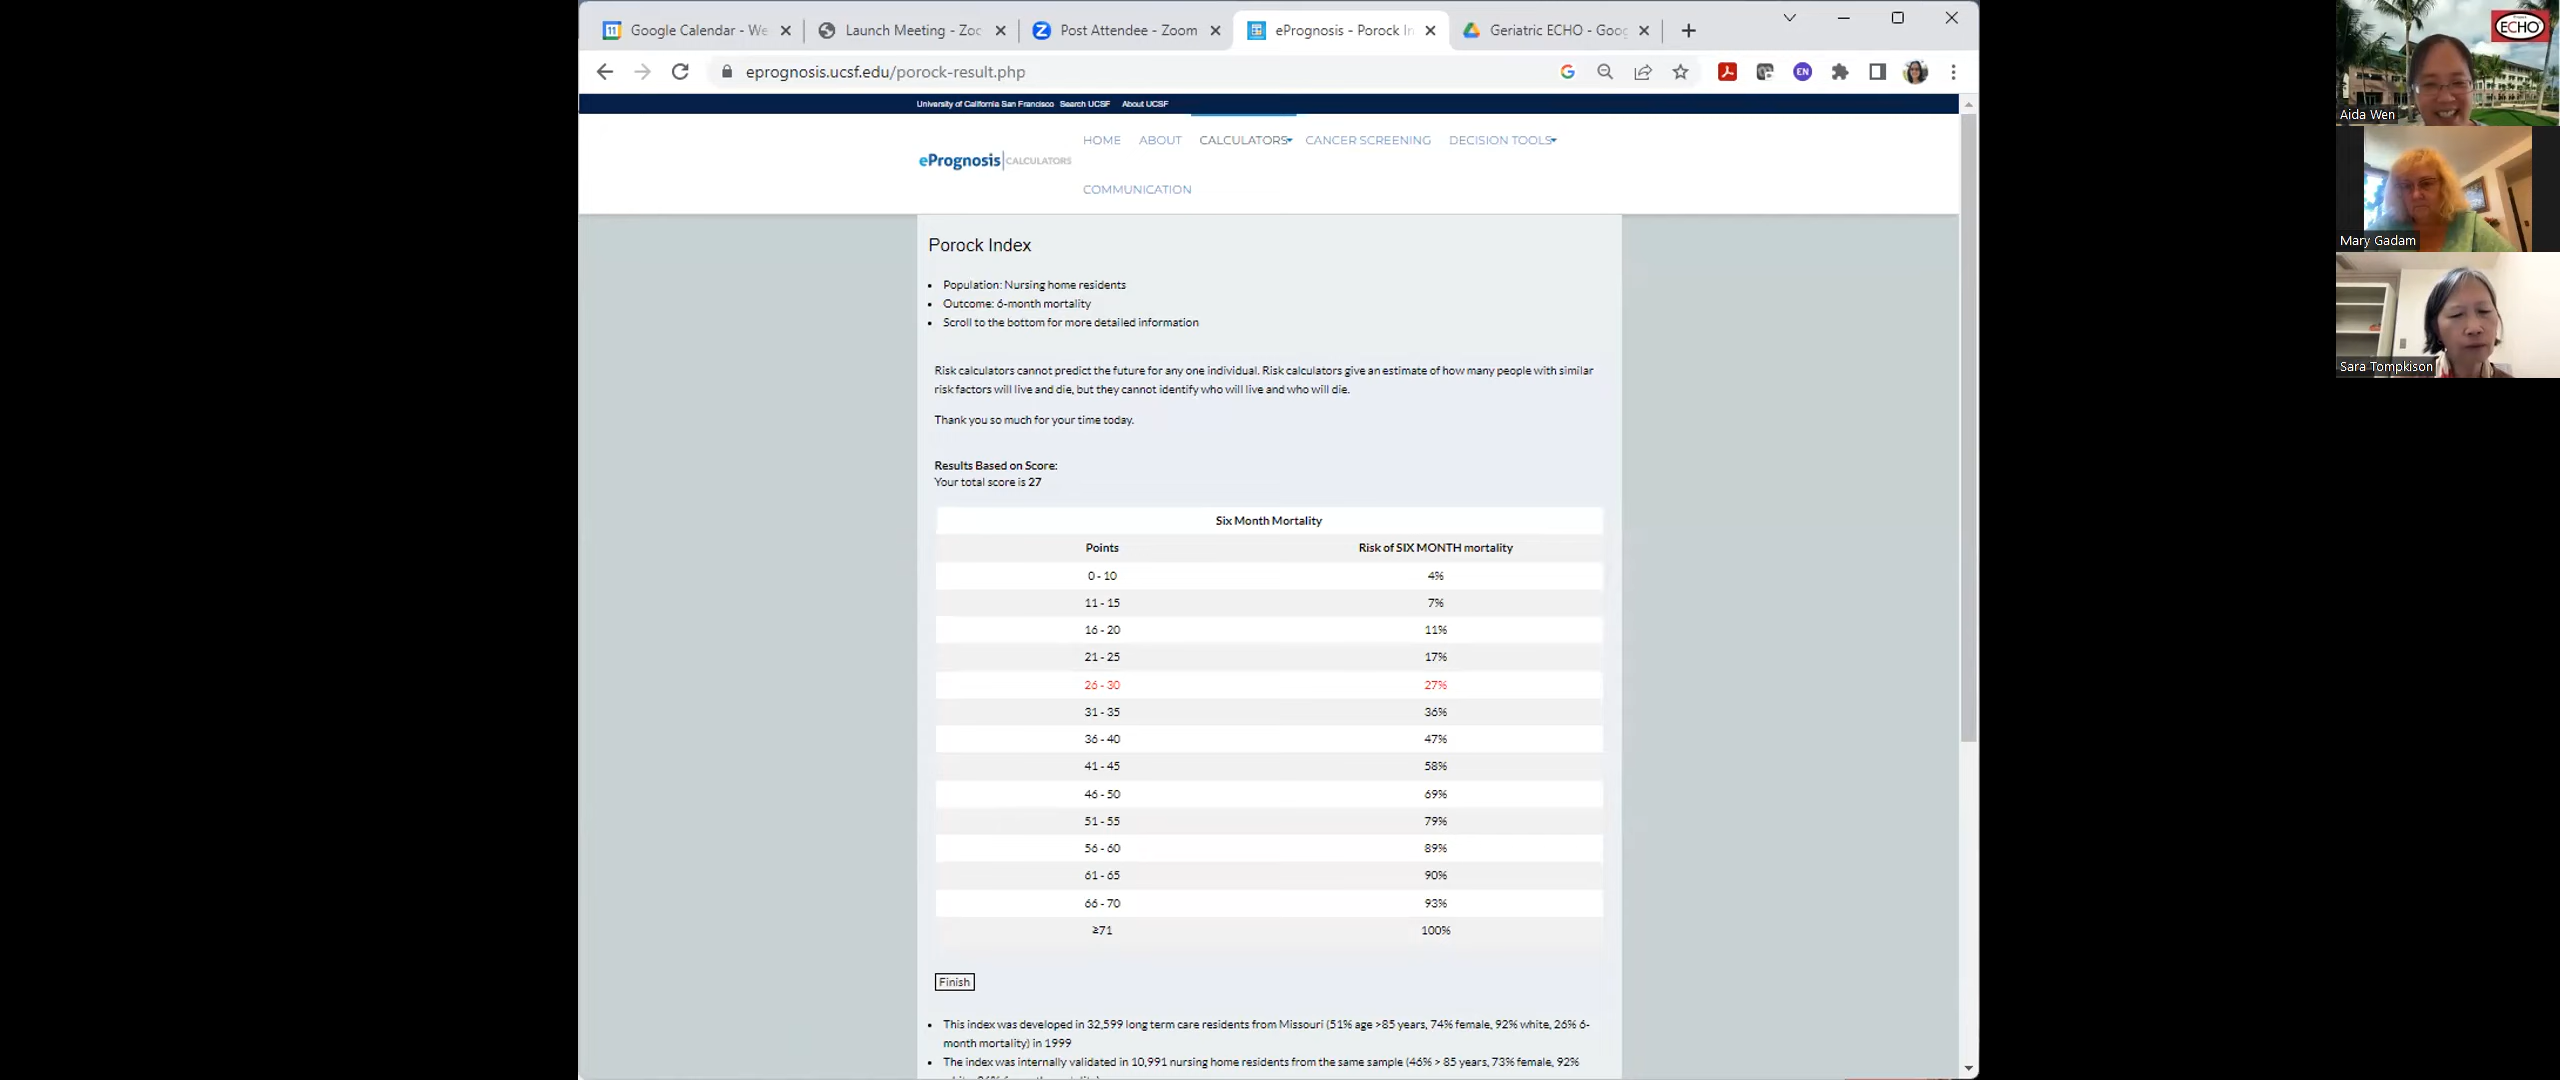 Google Calendar - We
Launch Meeting - Zoo
Post Attendee - Zoom
ePrognosis - Porock In
Geriatric ECHO - Goog
eprognosis.ucsf.edu/porock-result.php
EN
University of California San Francisco Search UCSF About UCSF
ePrognosis CALCULATORS
HOME ABOUT CALCULATORS CANCER SCREENING DECISION TOOLS
COMMUNICATION
Porock Index
• Population: Nursing home residents
• Outcome: 6-month mortality
• Scroll to the bottom for more detailed information
Risk calculators cannot predict the future for any one individual. Risk calculators give an estimate of how many people with similar
risk factors will live and die, but they cannot identify who will live and who will die.
Thank you so much for your time today.
Results Based on Score:
Your total score is 27
Six Month Mortality
Points Risk of SIX MONTH mortality
0 - 10 4%
11 - 15 7%
16 - 20 11%
21 - 25 17%
26 - 30 27%
31 - 35 36%
36 - 40 47%
41 - 45 58%
46 - 50 69%
51 - 55 79%
56 - 60 89%
61 - 65 90%
66 - 70 93%
≥71 100%
Finish
• This index was developed in 32,599 long term care residents from Missouri (51% age >85 years, 74% female, 92% white, 26% 6-
month mortality) in 1999
• The index was internally validated in 10,991 nursing home residents from the same sample (46% > 85 years, 73% female, 92%
ECHO
Aida Wen
Mary Gadam
Sara Tompkison